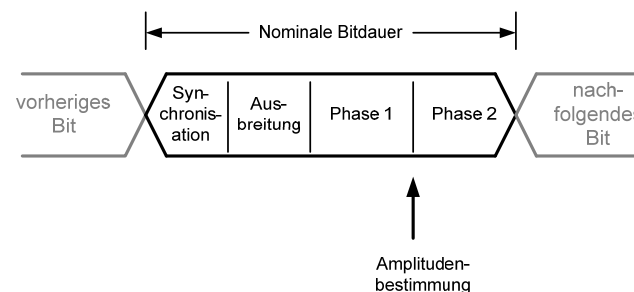 Nominale Bitdauer
vorheriges
Bit
Syn-
chronis-
ation
Aus-
breitung
Phase 1
Phase 2
nach-
folgendes
Bit
Amplituden-
bestimmung